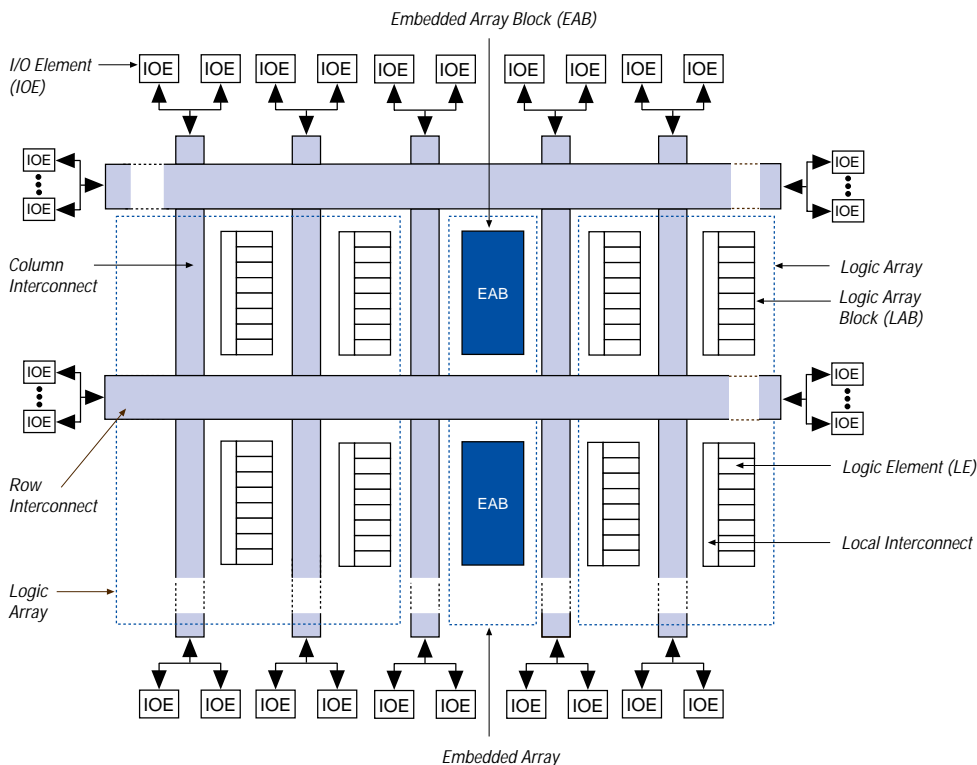 Embedded Array Block (EAB)
I/O Element
(IOE)
IOE IOE IOE IOE IOE IOE IOE IOE IOE IOE
IOE
IOE
IOE
IOE
Column
Interconnect
EAB
Logic Array
Logic Array
Block (LAB)
IOE
IOE
IOE
IOE
Row
Interconnect
EAB
Logic Element (LE)
Local Interconnect
Logic
Array
IOE IOE IOE IOE IOE IOE IOE IOE IOE IOE
Embedded Array